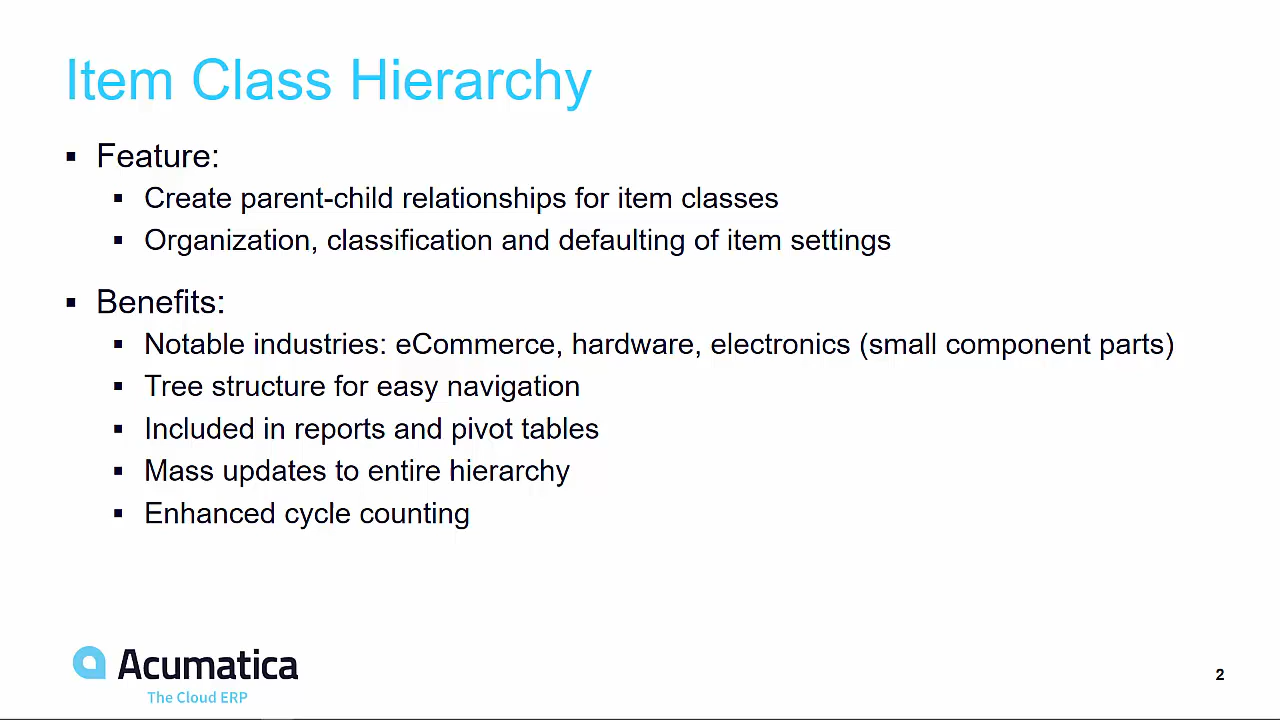 Item Class Hierarchy
▪ Feature:
▪ Create parent-child relationships for item classes
▪ Organization, classification and defaulting of item settings
▪ Benefits:
▪ Notable industries: eCommerce, hardware, electronics (small component parts)
▪ Tree structure for easy navigation
▪ Included in reports and pivot tables
▪ Mass updates to entire hierarchy
▪ Enhanced cycle counting
Acumatica
The Cloud ERP
2